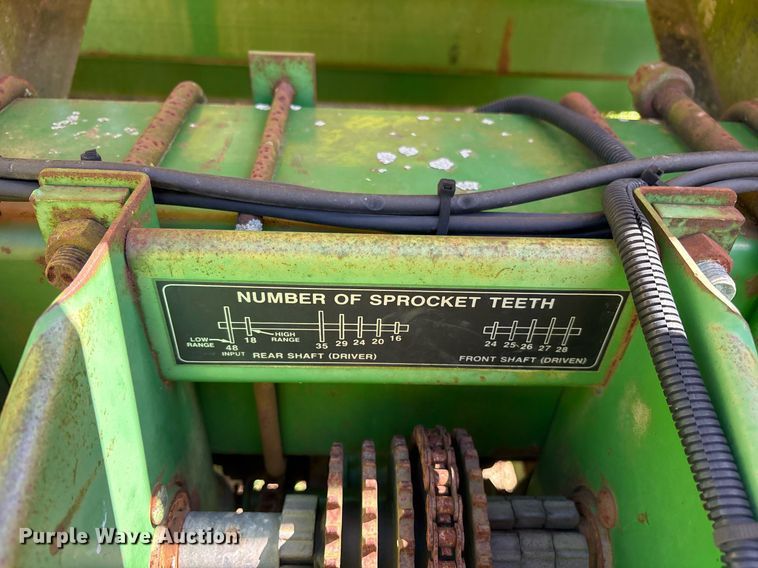 NUMBER OF SPROCKET TEETH
LOW RANGE 48 INPUT 18 HIGH RANGE 35 29 24 20 16 24 25 26 27 28
REAR SHAFT (DRIVER) FRONT SHAFT (DRIVEN)
Purple Wave Auction